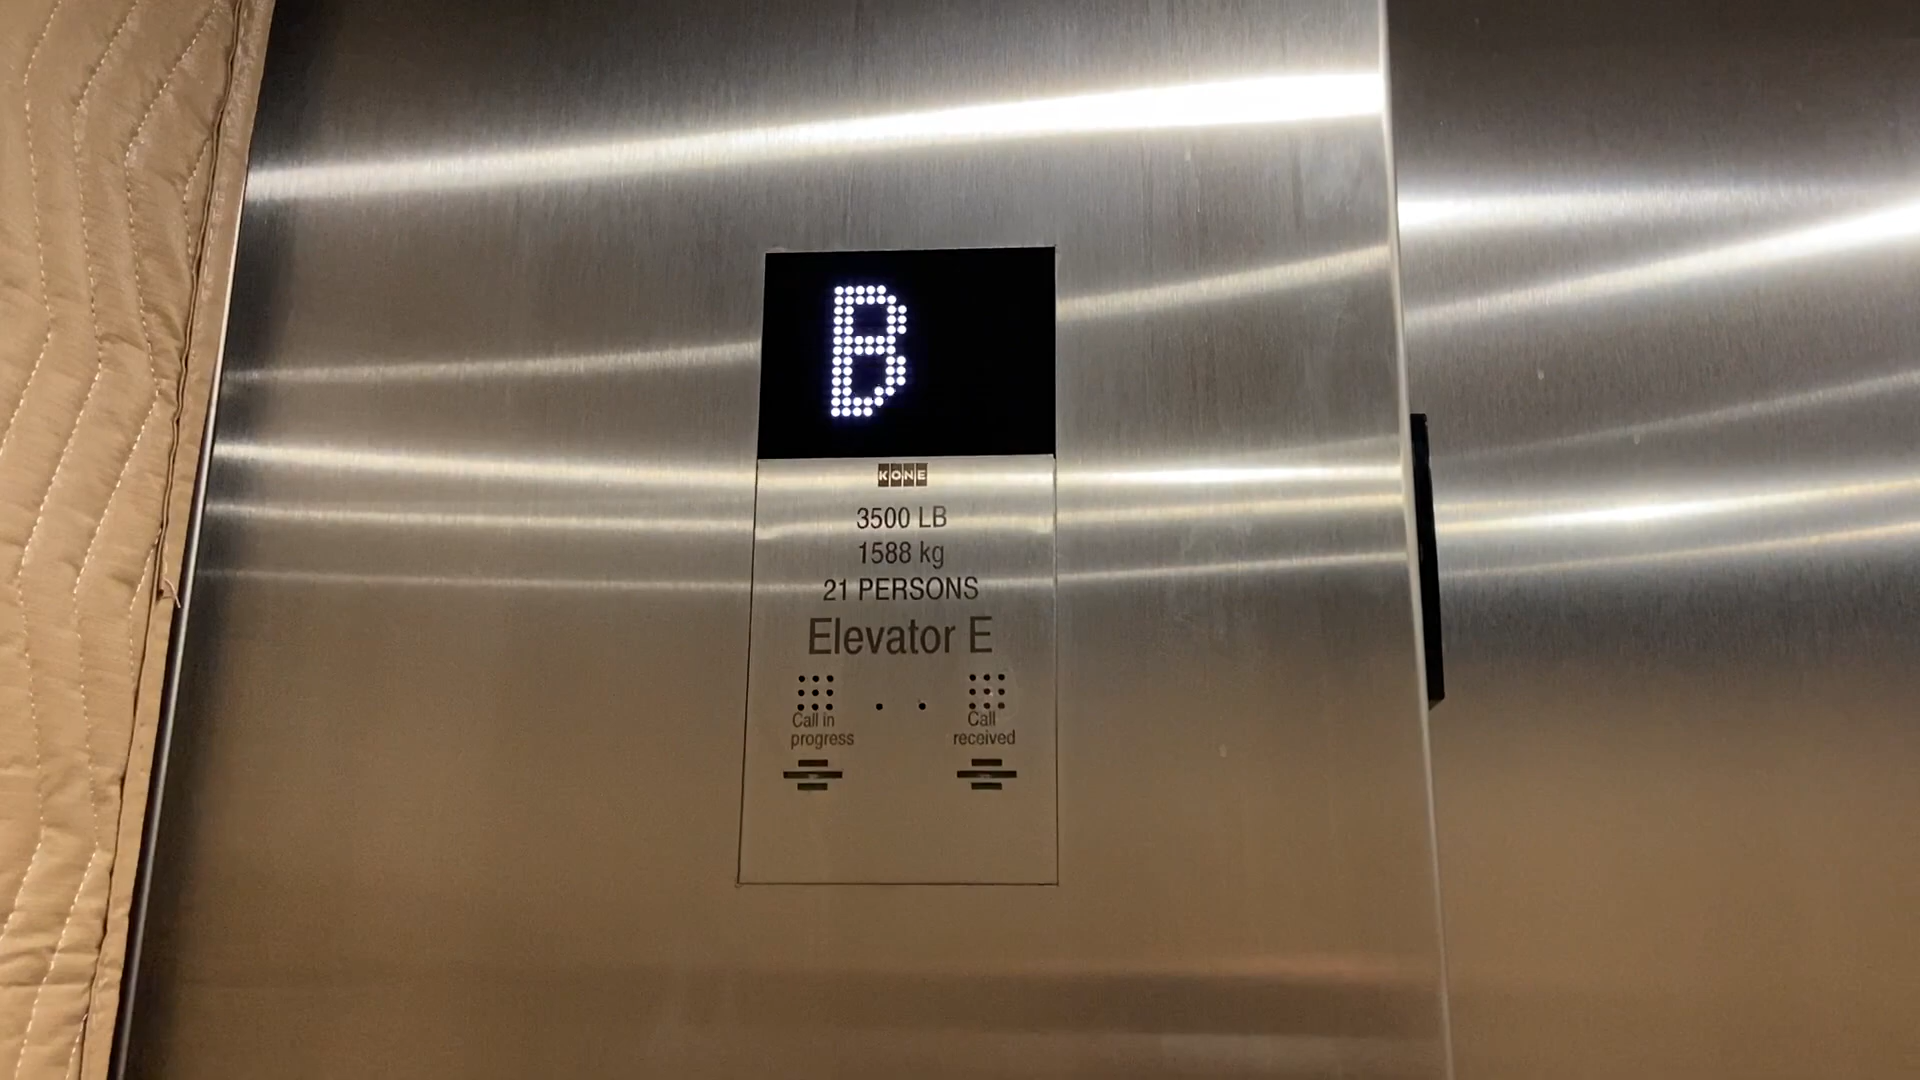 B
KONE
3500 LB
1588 kg
21 PERSONS
Elevator E
Call in
progress
Call
received